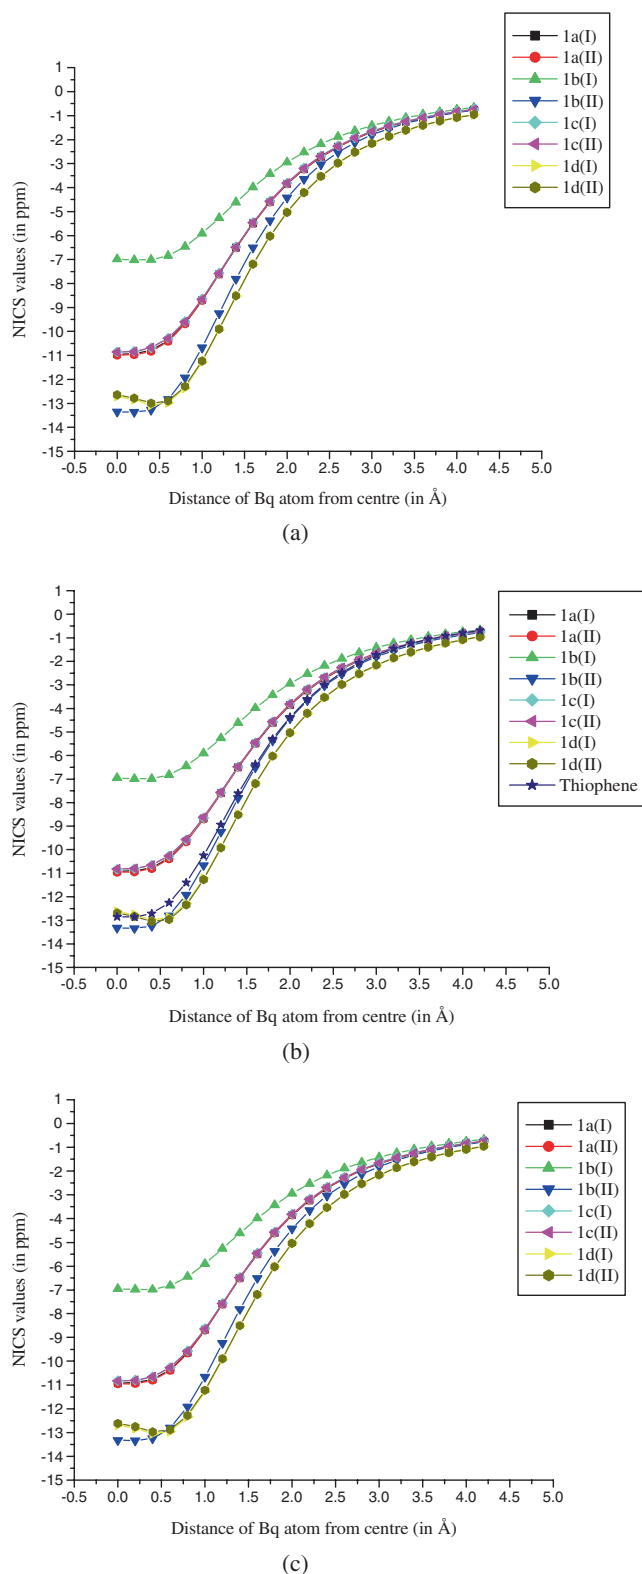 1
0
-1
-2
-3
-4
-5
-6
-7
-8
-9
-10
-11
-12
-13
-14
-15
NICS values (in ppm)
-0.5 0.0 0.5 1.0 1.5 2.0 2.5 3.0 3.5 4.0 4.5 5.0
Distance of Bq atom from centre (in Å)
1a(I)
1a(II)
1b(I)
1b(II)
1c(I)
1c(II)
1d(I)
1d(II)
(a)
1
0
-1
-2
-3
-4
-5
-6
-7
-8
-9
-10
-11
-12
-13
-14
-15
NICS values (in ppm)
-0.5 0.0 0.5 1.0 1.5 2.0 2.5 3.0 3.5 4.0 4.5 5.0
Distance of Bq atom from centre (in Å)
1a(I)
1a(II)
1b(I)
1b(II)
1c(I)
1c(II)
1d(I)
1d(II)
Thiophene
(b)
1
0
-1
-2
-3
-4
-5
-6
-7
-8
-9
-10
-11
-12
-13
-14
-15
NICS values (in ppm)
-0.5 0.0 0.5 1.0 1.5 2.0 2.5 3.0 3.5 4.0 4.5 5.0
Distance of Bq atom from centre (in Å)
1a(I)
1a(II)
1b(I)
1b(II)
1c(I)
1c(II)
1d(I)
1d(II)
(c)